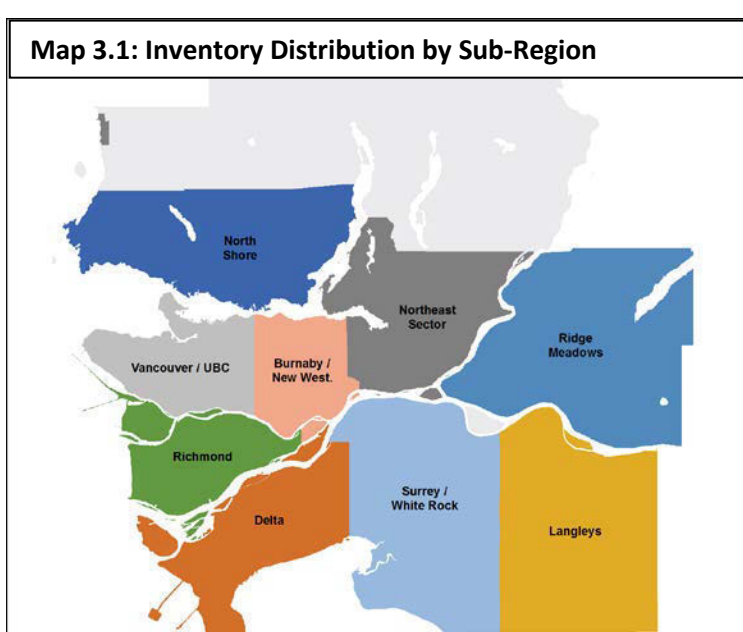 Map 3.1: Inventory Distribution by Sub-Region
North
Shore
Northeast
Sector
Ridge
Meadows
Vancouver / UBC
Burnaby /
New West.
Richmond
Surrey /
White Rock
Delta
Langleys